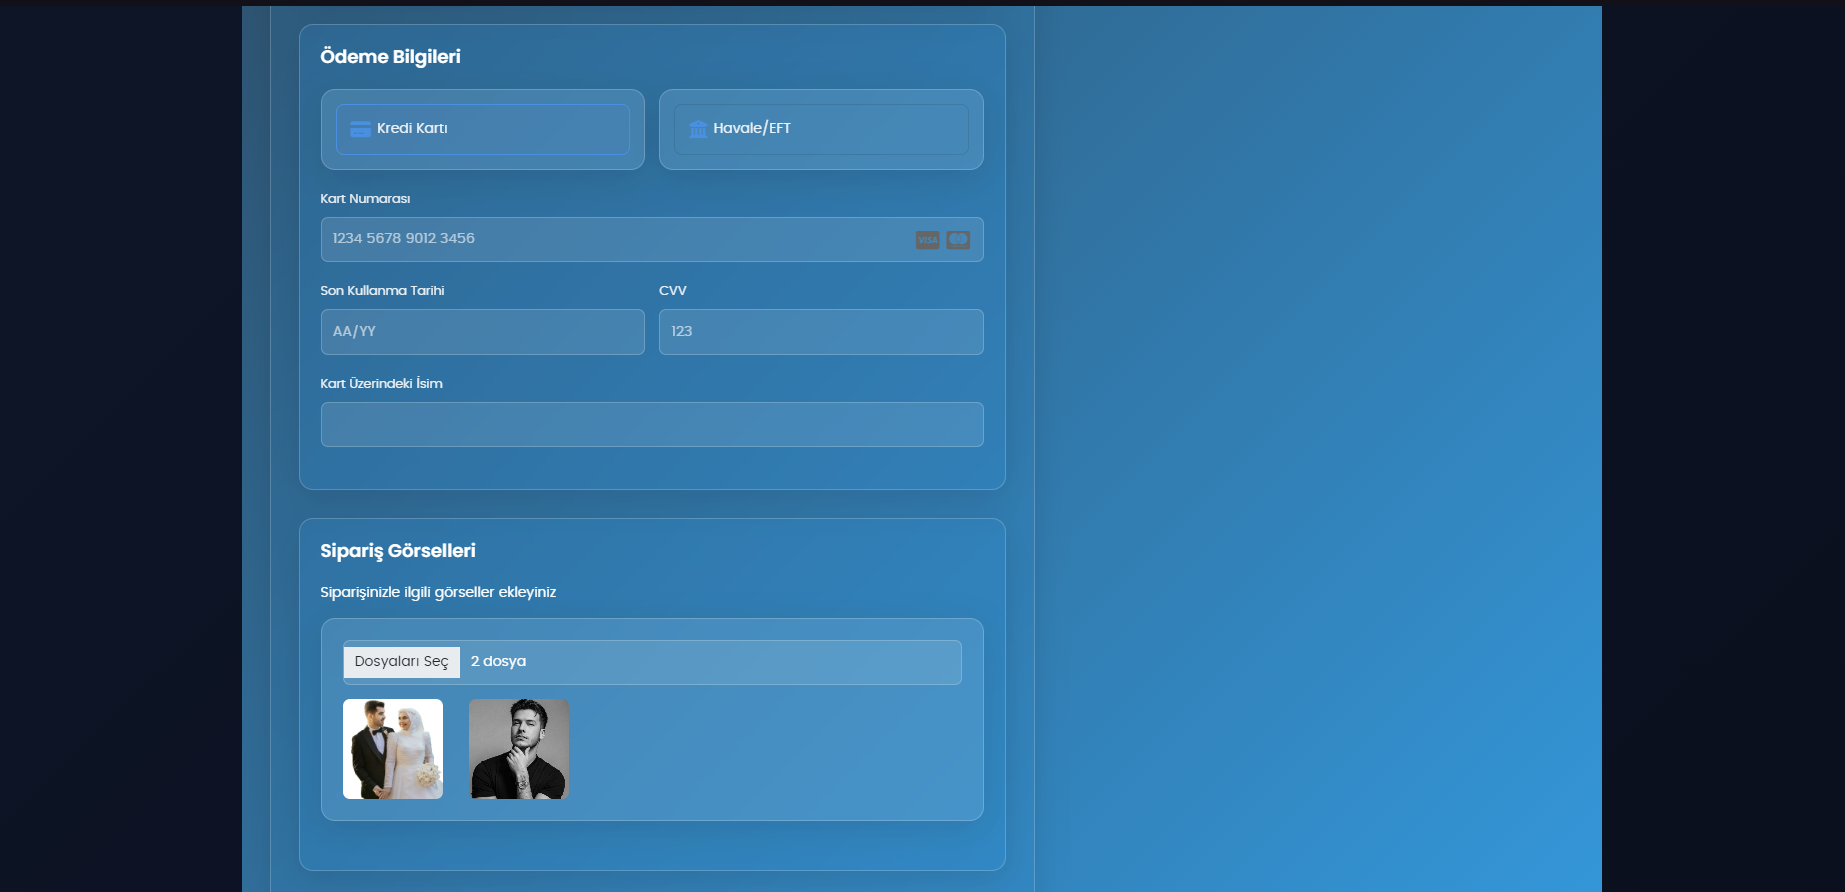 Ödeme Bilgileri
Kredi Kartı
Havale/EFT
Kart Numarası
1234 5678 9012 3456
VISA
Son Kullanma Tarihi
CVV
AA/YY
123
Kart Üzerindeki İsim
Sipariş Görselleri
Siparişinizle ilgili görseller ekleyiniz
Dosyaları Seç 2 dosya